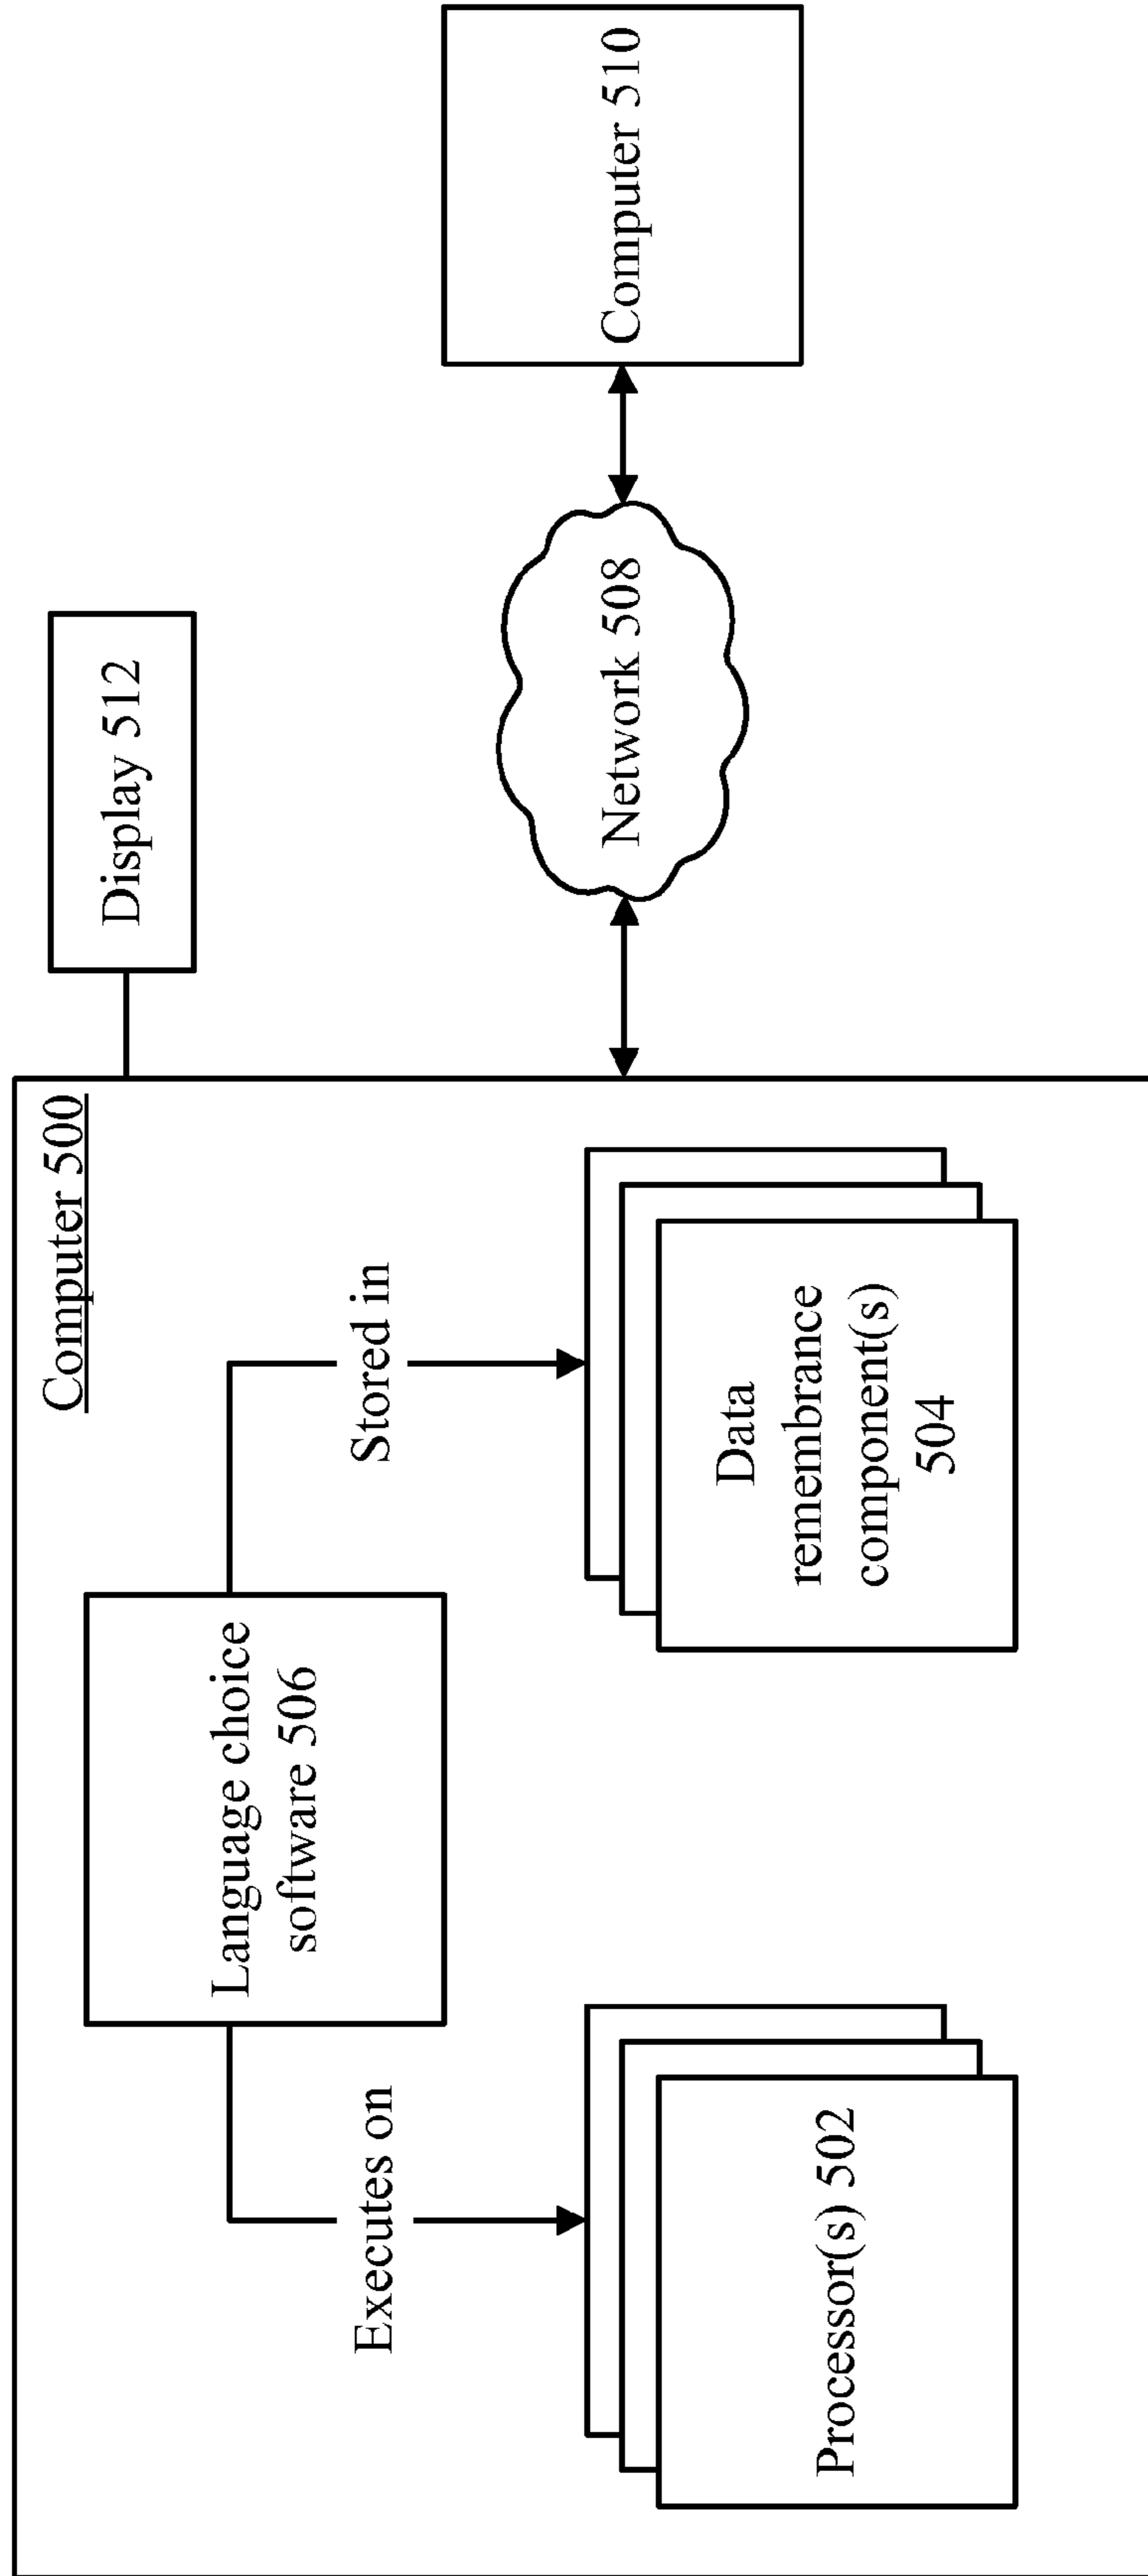 Computer 500
Language choice
software 506
Executes on
Stored in
Processor(s) 502
Data
remembrance
component(s)
504
Display 512
Network 508
Computer 510